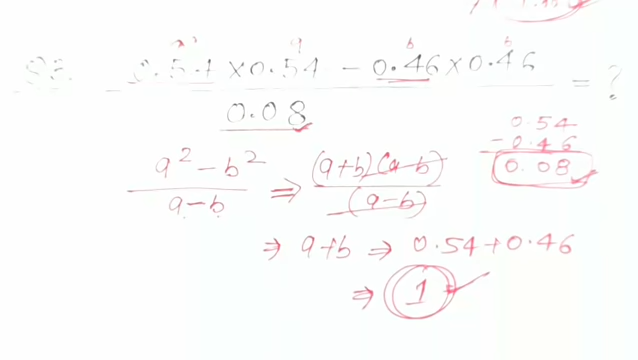 a² a b b
0.54 × 0.54 − 0.46 × 0.46 = ?
0.08
0.54
− 0.46
0.08
a² − b² ⇒ (a+b)(a−b)
a−b (a−b)
⇒ a+b ⇒ 0.54+0.46
⇒ 1